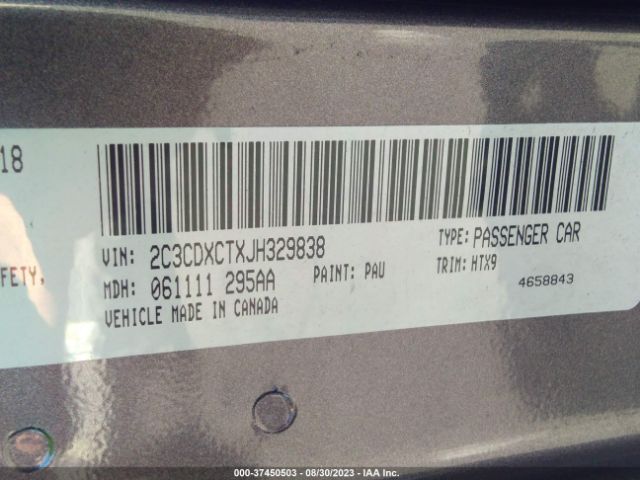 18
VIN: 2C3CDXCTXJH329838
TYPE: PASSENGER CAR
EFETY,
MDH: 061111 295AA
PAINT: PAU
TRIM: HTX9
4658843
VEHICLE MADE IN CANADA
000-37450503 - 08/30/2023 - IAA Inc.